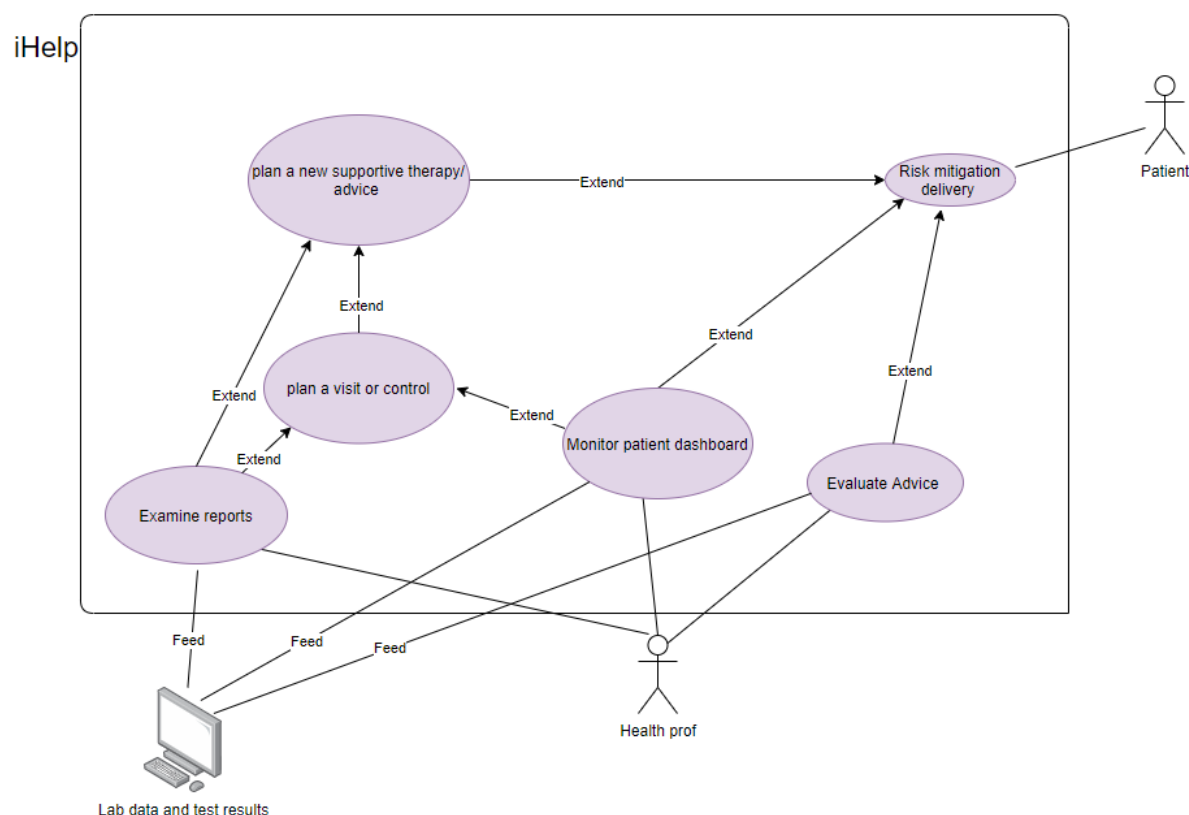 iHelp
Patient
plan a new supportive therapy/
advice
Extend
Risk mitigation
delivery
Extend
Extend
plan a visit or control
Extend
Extend
Extend
Extend
Extend
Monitor patient dashboard
Evaluate Advice
Examine reports
Feed
Feed
Feed
Health prof
Lab data and test results